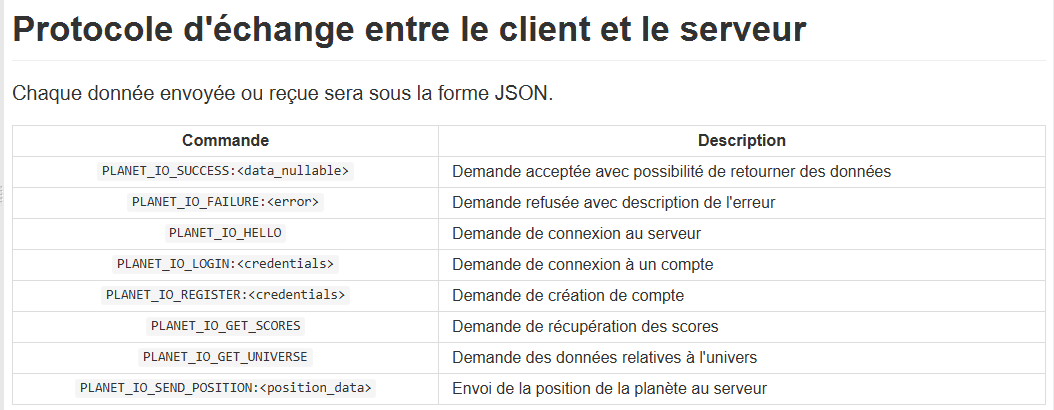 Protocole d'échange entre le client et le serveur
Chaque donnée envoyée ou reçue sera sous la forme JSON.
Commande Description
PLANET_IO_SUCCESS:<data_nullable> Demande acceptée avec possibilité de retourner des données
PLANET_IO_FAILURE:<error> Demande refusée avec description de l'erreur
PLANET_IO_HELLO Demande de connexion au serveur
PLANET_IO_LOGIN:<credentials> Demande de connexion à un compte
PLANET_IO_REGISTER:<credentials> Demande de création de compte
PLANET_IO_GET_SCORES Demande de récupération des scores
PLANET_IO_GET_UNIVERSE Demande des données relatives à l'univers
PLANET_IO_SEND_POSITION:<position_data> Envoi de la position de la planète au serveur